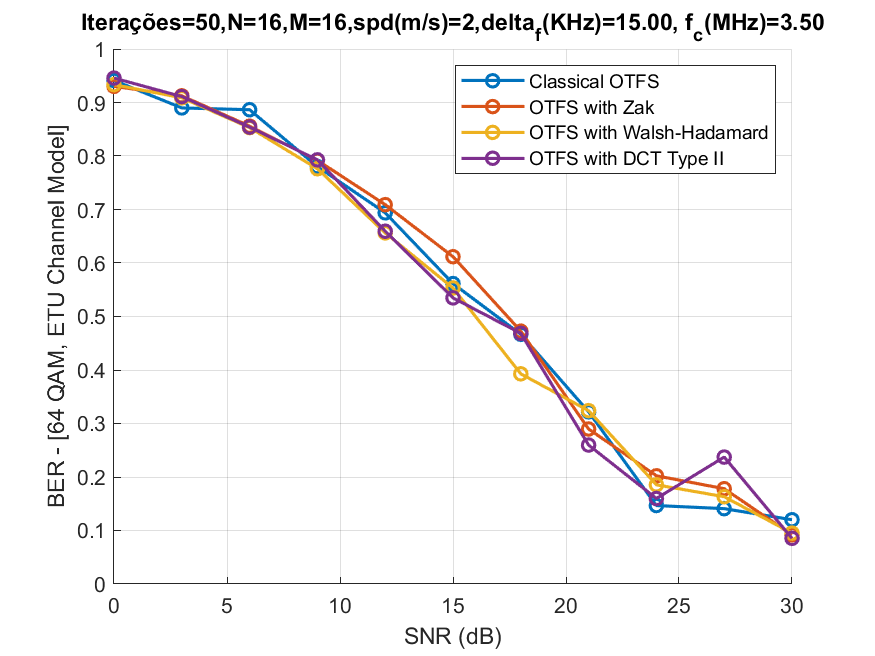 Iterações=50,N=16,M=16,spd(m/s)=2,delta_f(KHz)=15.00, f_c(MHz)=3.50
1
0.9
0.8
0.7
0.6
0.5
0.4
0.3
0.2
0.1
0
BER - [64 QAM, ETU Channel Model]
Classical OTFS
OTFS with Zak
OTFS with Walsh-Hadamard
OTFS with DCT Type II
0 5 10 15 20 25 30
SNR (dB)